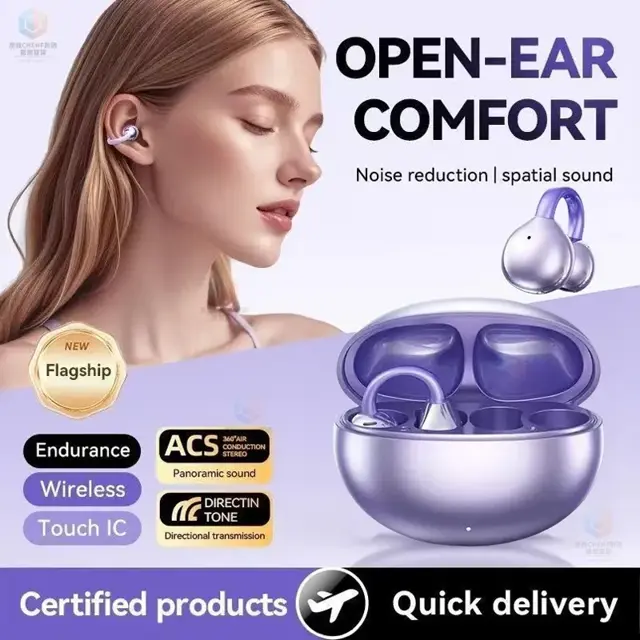 OPEN-EAR
COMFORT
Noise reduction | spatial sound
NEW
Flagship
Endurance
Wireless
Touch IC
ACS 360°AIR
CONDUCTION
STEREO
Panoramic sound
DIRECTIN
TONE
Directional transmission
Certified products
Quick delivery